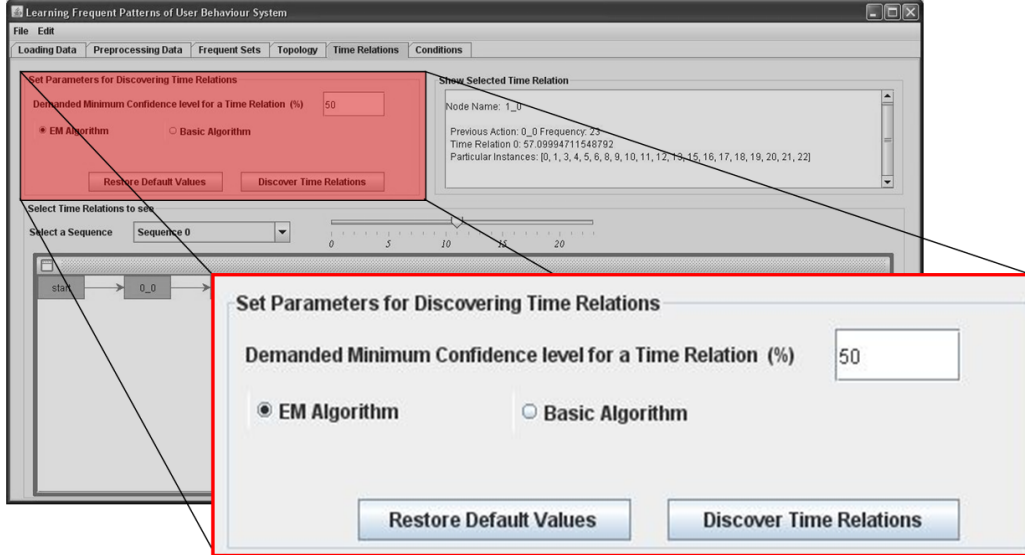 Learning Frequent Patterns of User Behaviour System
File Edit
Loading Data Preprocessing Data Frequent Sets Topology Time Relations Conditions
Set Parameters for Discovering Time Relations
Demanded Minimum Confidence level for a Time Relation (%) 50
EM Algorithm Basic Algorithm
Restore Default Values Discover Time Relations
Show Selected Time Relation
Node Name: 1_0
Previous Action: 0_0 Frequency: 23
Time Relation 0: 57.09994711548792
Particular Instances: [0, 1, 3, 4, 5, 6, 8, 9, 10, 11, 12, 13, 15, 16, 17, 18, 19, 20, 21, 22]
Select Time Relations to see
Select a Sequence Sequence 0
0 5 10 15 20
start 0_0
Set Parameters for Discovering Time Relations
Demanded Minimum Confidence level for a Time Relation (%) 50
EM Algorithm Basic Algorithm
Restore Default Values Discover Time Relations